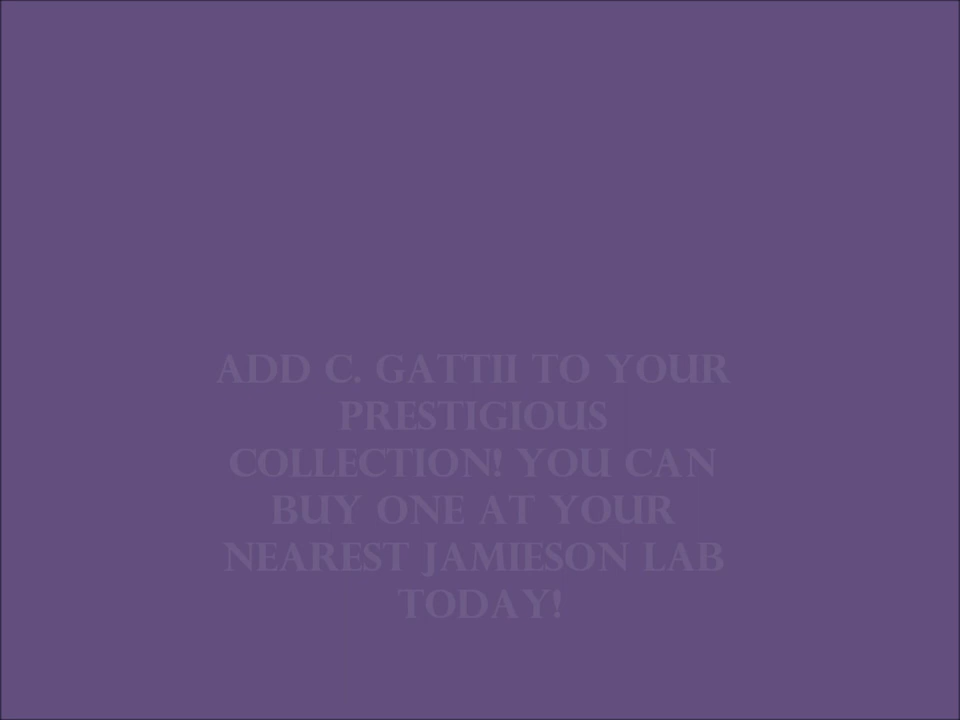 ADD C. GATTII TO YOUR
PRESTIGIOUS
COLLECTION! YOU CAN
BUY ONE AT YOUR
NEAREST JAMIESON LAB
TODAY!